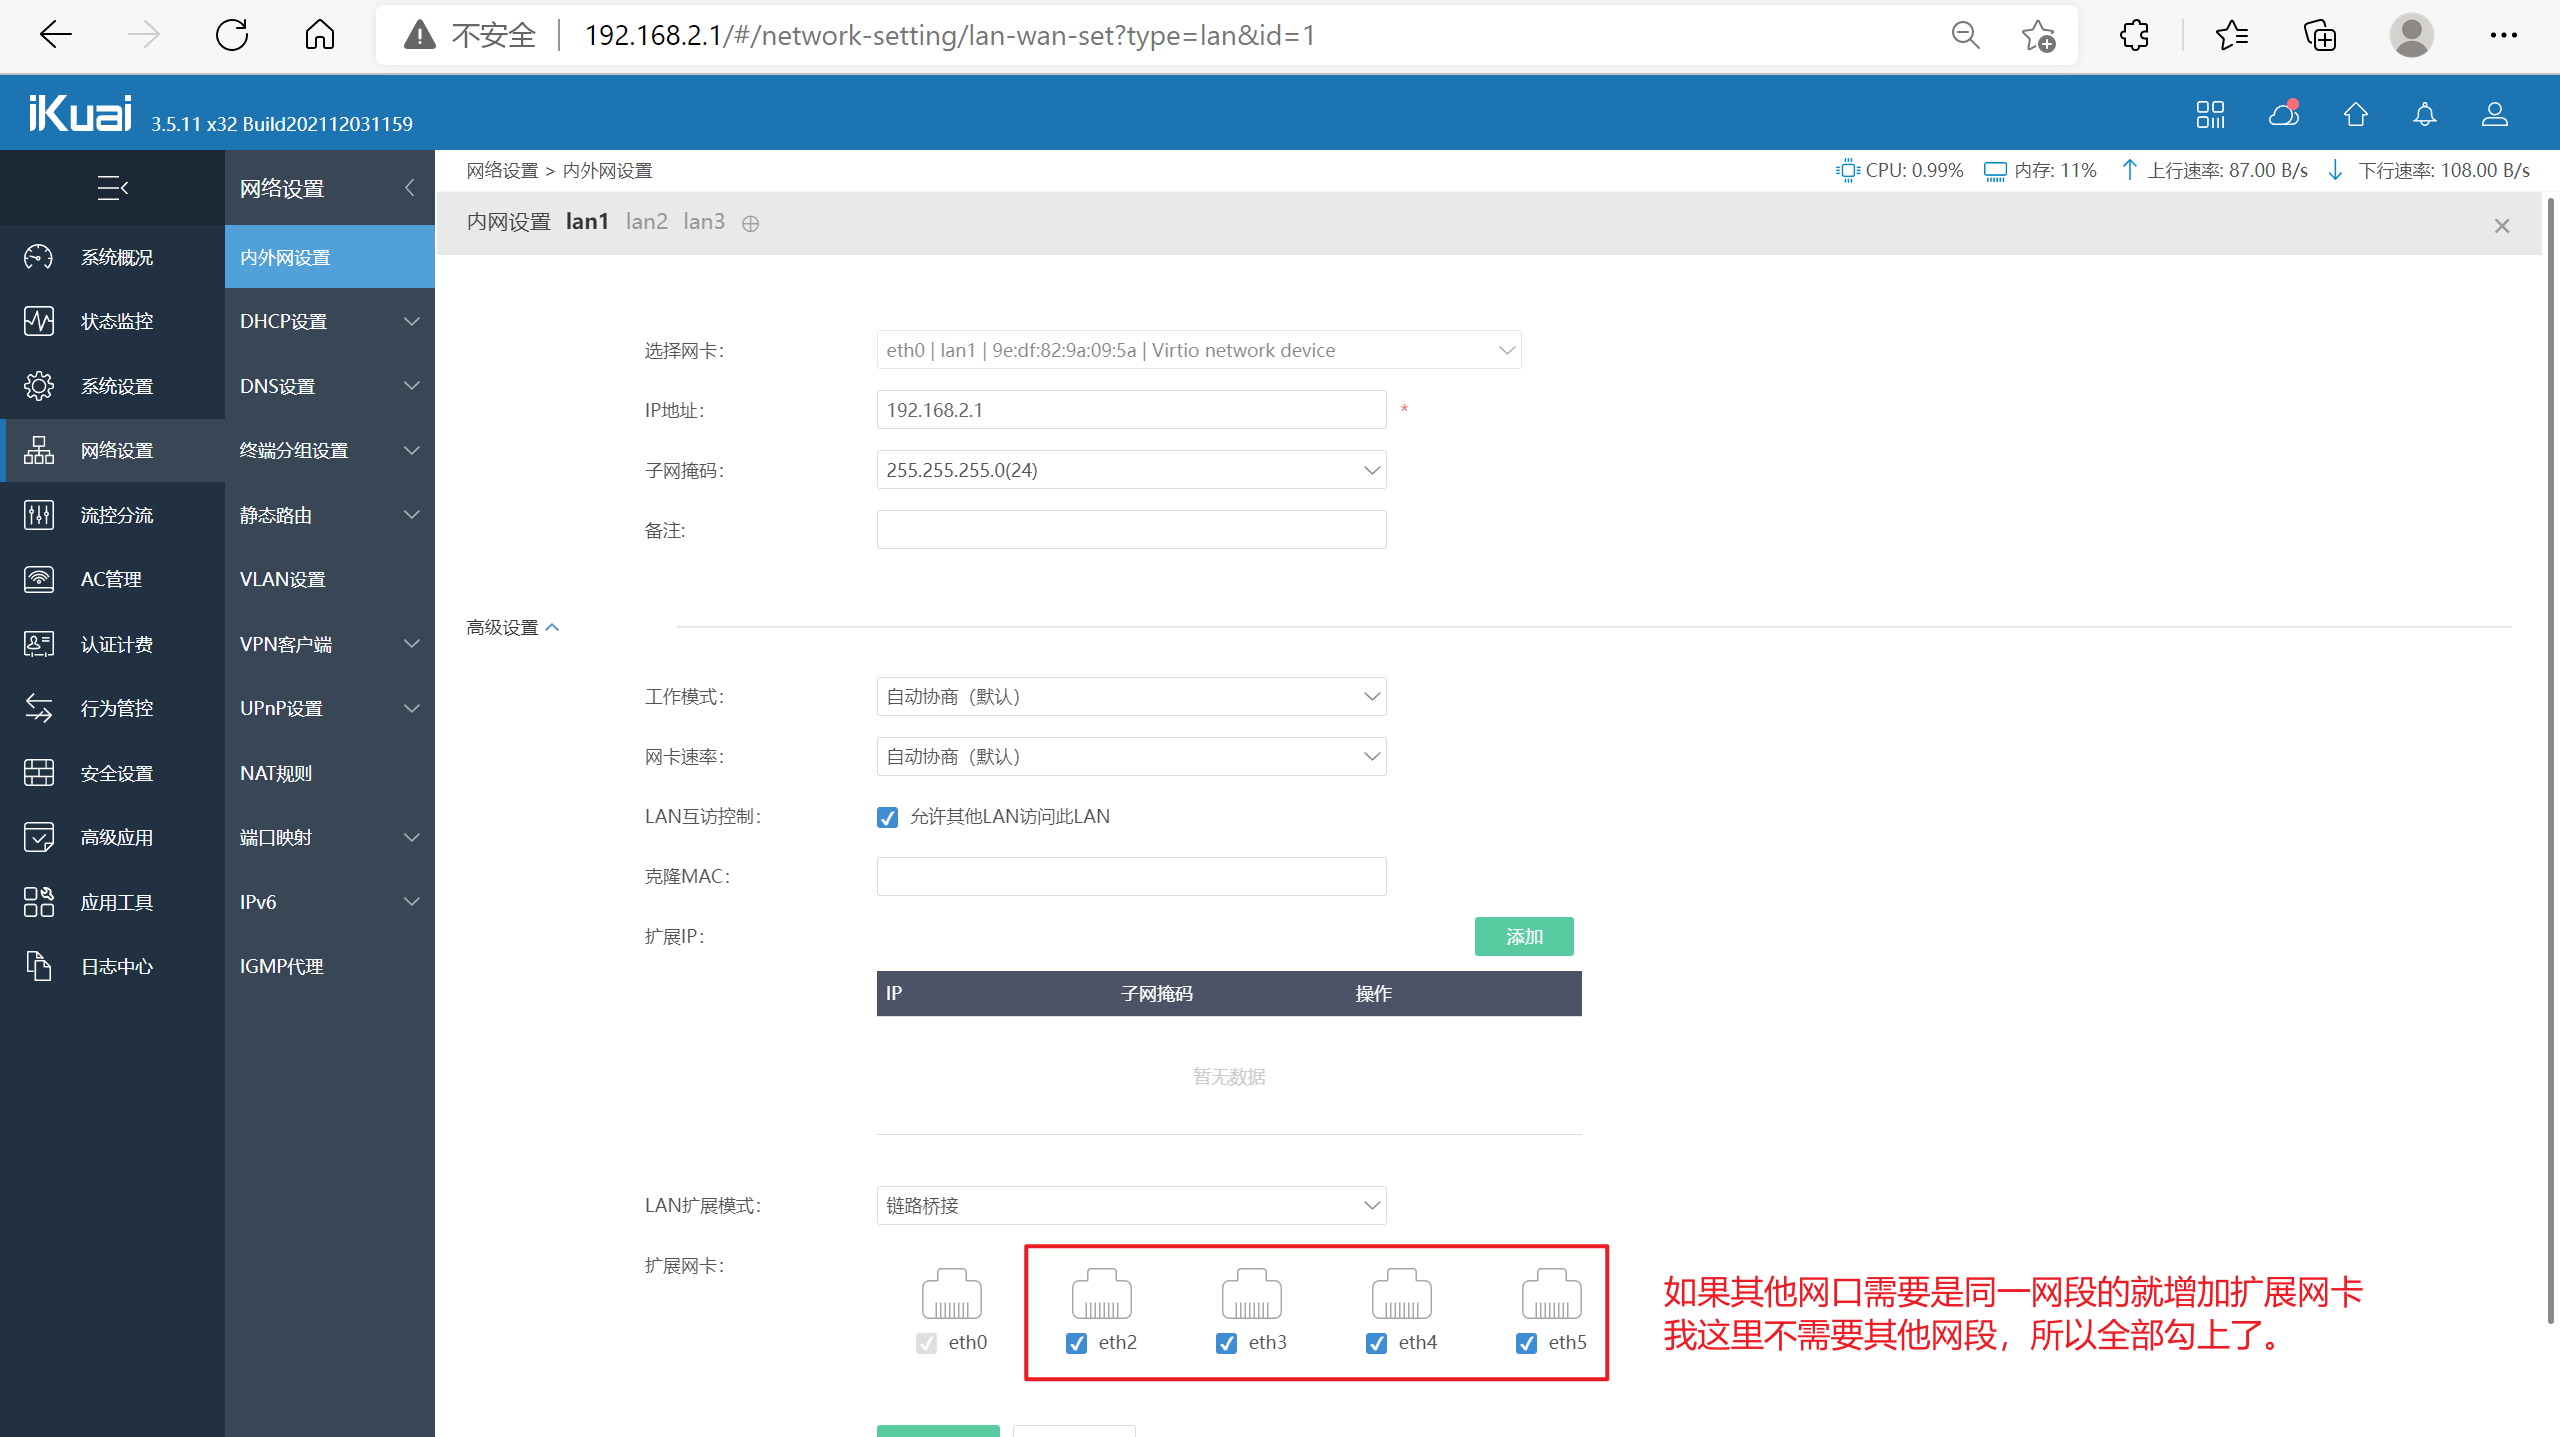 不安全 | 192.168.2.1/#/network-setting/lan-wan-set?type=lan&id=1
iKuai 3.5.11 x32 Build202112031159
网络设置
系统概况
状态监控
系统设置
网络设置
流控分流
AC管理
认证计费
行为管控
安全设置
高级应用
应用工具
日志中心
内外网设置
DHCP设置
DNS设置
终端分组设置
静态路由
VLAN设置
VPN客户端
UPnP设置
NAT规则
端口映射
IPv6
IGMP代理
网络设置 > 内外网设置
CPU: 0.99% 内存: 11% 上行速率: 87.00 B/s 下行速率: 108.00 B/s
内网设置 lan1 lan2 lan3
选择网卡: eth0 | lan1 | 9e:df:82:9a:09:5a | Virtio network device
IP地址: 192.168.2.1 *
子网掩码: 255.255.255.0(24)
备注:
高级设置
工作模式: 自动协商（默认）
网卡速率: 自动协商（默认）
LAN互访控制: 允许其他LAN访问此LAN
克隆MAC:
扩展IP: 添加
IP 子网掩码 操作
暂无数据
LAN扩展模式: 链路桥接
扩展网卡:
eth0 eth2 eth3 eth4 eth5
如果其他网口需要是同一网段的就增加扩展网卡
我这里不需要其他网段，所以全部勾上了。